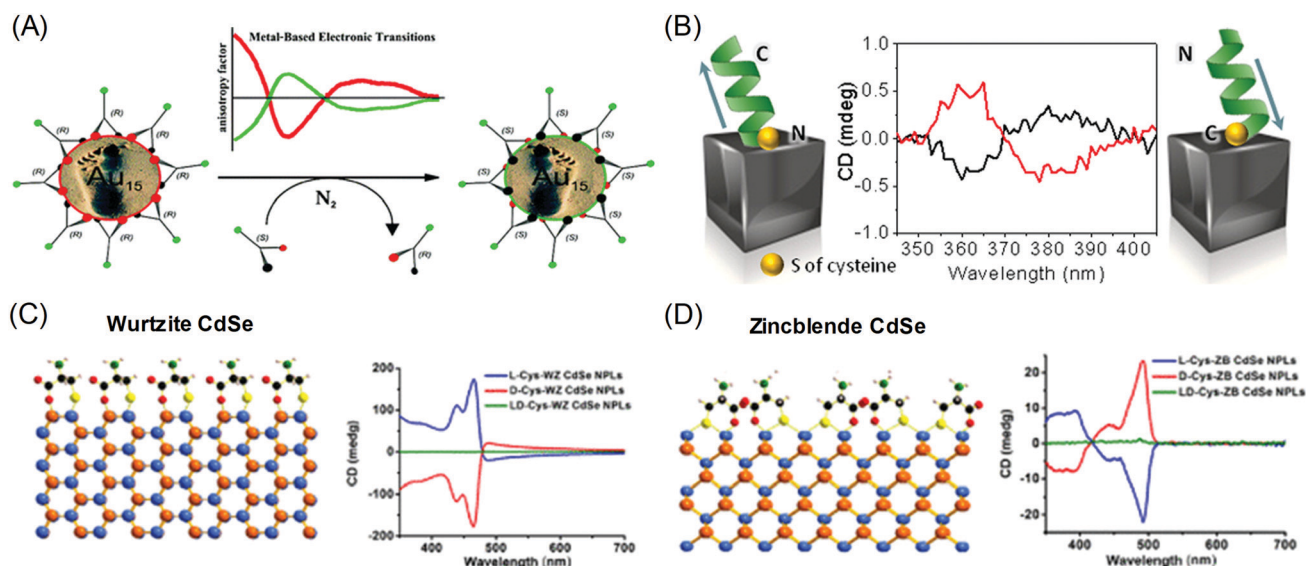 (A)
Metal-Based Electronic Transitions
anisotropy factor
(R)
(R)
(R)
(R)
(R)
(R)
(R)
(R)
Au15
N2
(S)
(R)
(S)
(S)
(S)
(S)
(S)
(S)
(S)
(S)
Au15
(B)
C
N
S of cysteine
CD (mdeg)
1.0
0.5
0.0
-0.5
-1.0
345 360 380 400
Wavelength (nm)
N
C
(C)
Wurtzite CdSe
CD (medg)
200
100
0
-100
-200
400 500 600 700
Wavelength (nm)
L-Cys-WZ CdSe NPLs
D-Cys-WZ CdSe NPLs
LD-Cys-WZ CdSe NPLs
(D)
Zincblende CdSe
CD (medg)
20
10
0
-10
-20
400 500 600 700
Wavelength (nm)
L-Cys-ZB CdSe NPLs
D-Cys-ZB CdSe NPLs
LD-Cys-ZB CdSe NPLs